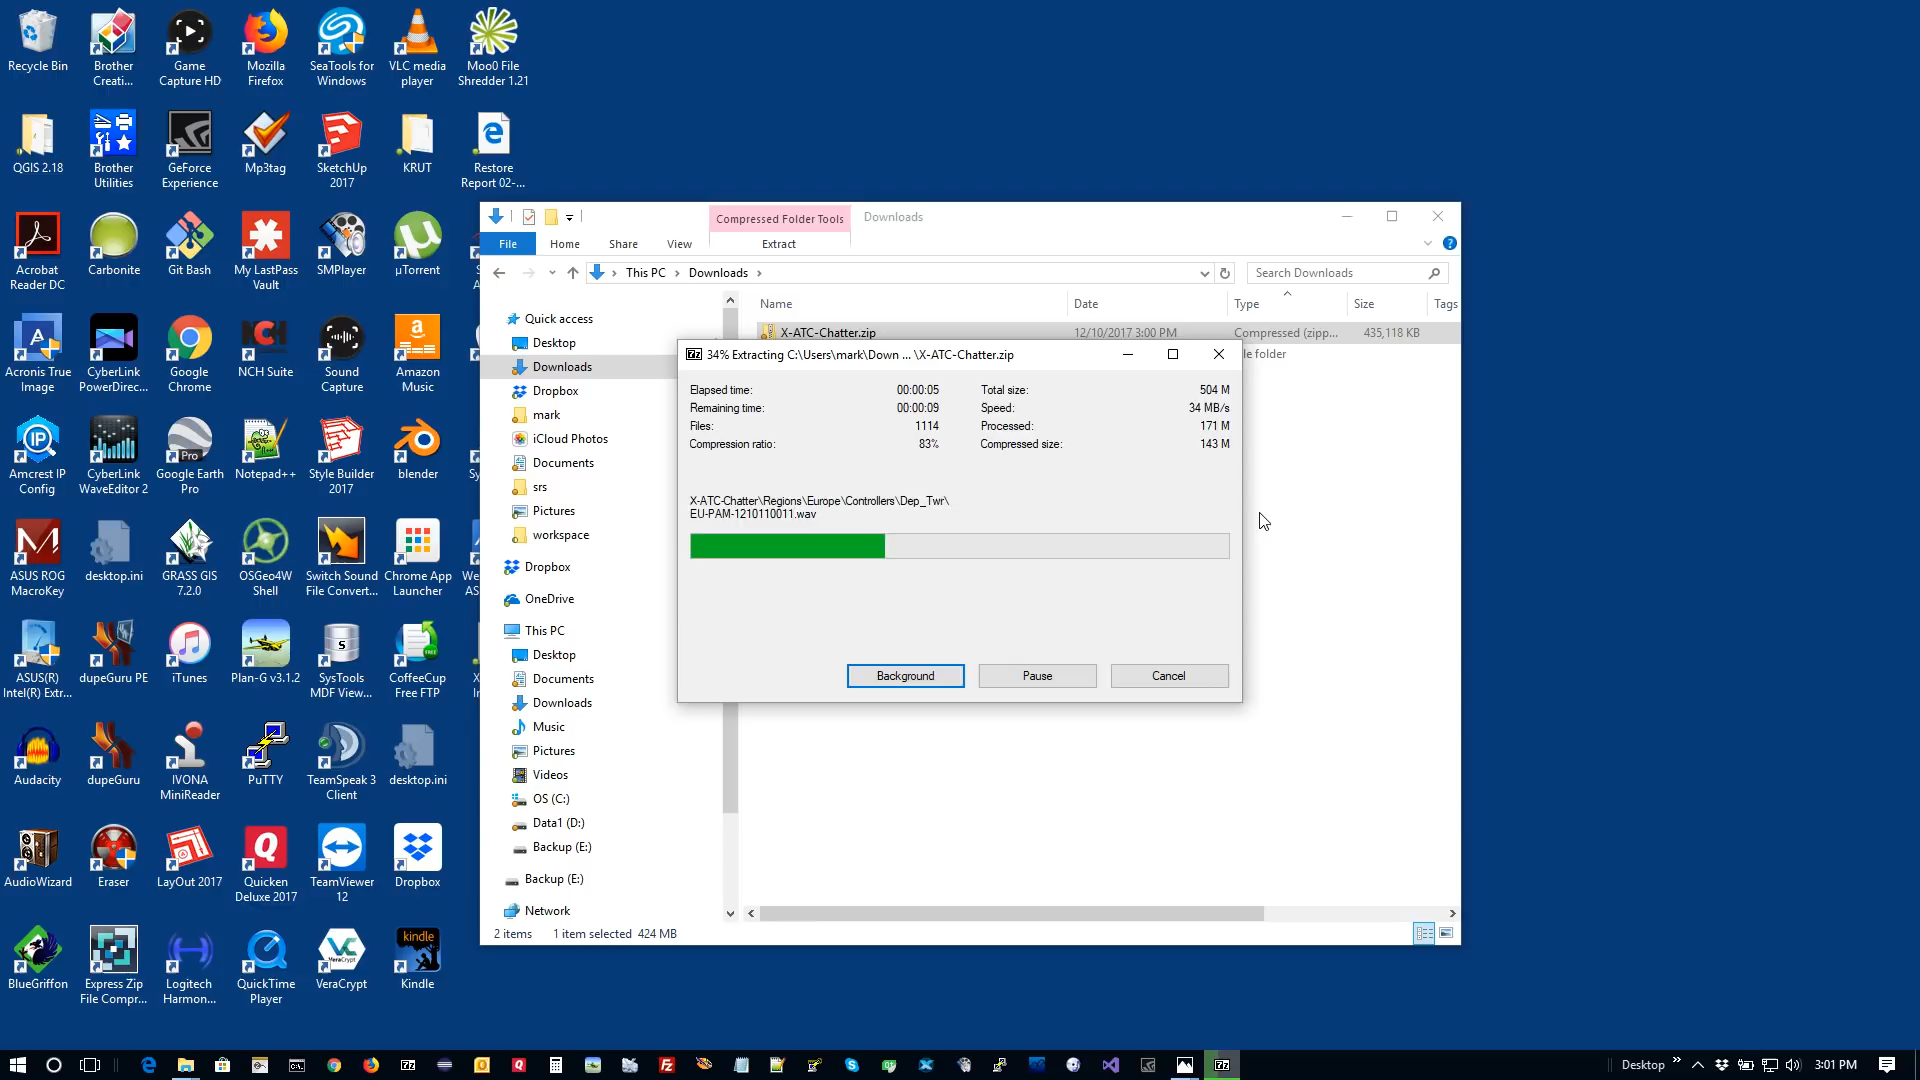 Recycle Bin
Brother
Creati...
Game
Capture HD
Mozilla
Firefox
SeaTools for
Windows
VLC media
player
Moo0 File
Shredder 1.21
QGIS 2.18
Brother
Utilities
GeForce
Experience
Mp3tag
SketchUp
2017
KRUT
Restore
Report 02-...
Acrobat
Reader DC
Carbonite
Git Bash
My LastPass
Vault
SMPlayer
µTorrent
Acronis True
Image
CyberLink
PowerDirec...
Google
Chrome
NCH Suite
Sound
Capture
Amazon
Music
Amcrest IP
Config
CyberLink
WaveEditor 2
Google Earth
Pro
Notepad++
Style Builder
2017
blender
ASUS ROG
MacroKey
desktop.ini
GRASS GIS
7.2.0
OSGeo4W
Shell
Switch Sound
File Convert...
Chrome App
Launcher
ASUS(R)
Intel(R) Extr...
dupeGuru PE
iTunes
Plan-G v3.1.2
SysTools
MDF View...
CoffeeCup
Free FTP
Audacity
dupeGuru
IVONA
MiniReader
PuTTY
TeamSpeak 3
Client
desktop.ini
AudioWizard
Eraser
LayOut 2017
Quicken
Deluxe 2017
TeamViewer
12
Dropbox
BlueGriffon
Express Zip
File Compr...
Logitech
Harmon...
QuickTime
Player
VeraCrypt
Kindle
Compressed Folder Tools
Downloads
File
Home
Share
View
Extract
This PC
Downloads
Search Downloads
Name
Date
Type
Size
Tags
X-ATC-Chatter.zip
12/10/2017 3:00 PM
Compressed (zipp...
435,118 KB
le folder
Quick access
Desktop
Downloads
Dropbox
mark
iCloud Photos
Documents
srs
Pictures
workspace
Dropbox
OneDrive
This PC
Desktop
Documents
Downloads
Music
Pictures
Videos
OS (C:)
Data1 (D:)
Backup (E:)
Backup (E:)
Network
2 items
1 item selected 424 MB
34% Extracting C:\Users\mark\Down ... \X-ATC-Chatter.zip
Elapsed time: 00:00:05
Total size: 504 M
Remaining time: 00:00:09
Speed: 34 MB/s
Files: 1114
Processed: 171 M
Compression ratio: 83%
Compressed size: 143 M
X-ATC-Chatter\Regions\Europe\Controllers\Dep_Twr\
EU-PAM-1210110011.wav
Background
Pause
Cancel
Desktop
3:01 PM